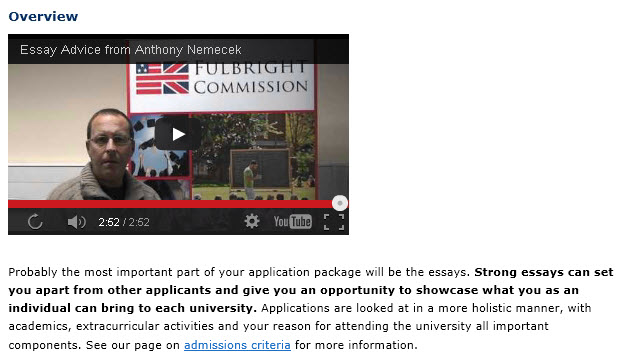 Overview
Essay Advice from Anthony Nemecek
FULBRIGHT
COMMISSION
2:52 / 2:52
YouTube
Probably the most important part of your application package will be the essays. Strong essays can set
you apart from other applicants and give you an opportunity to showcase what you as an
individual can bring to each university. Applications are looked at in a more holistic manner, with
academics, extracurricular activities and your reason for attending the university all important
components. See our page on admissions criteria for more information.